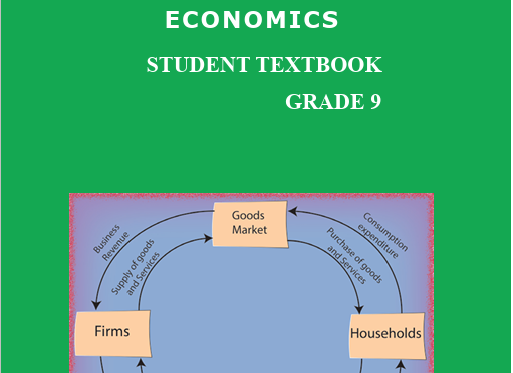 ECONOMICS
STUDENT TEXTBOOK
GRADE 9
Goods
Market
Business
Revenue
Supply of goods
and Services
Consumption
expenditure
Purchase of goods
and Services
Firms
Households